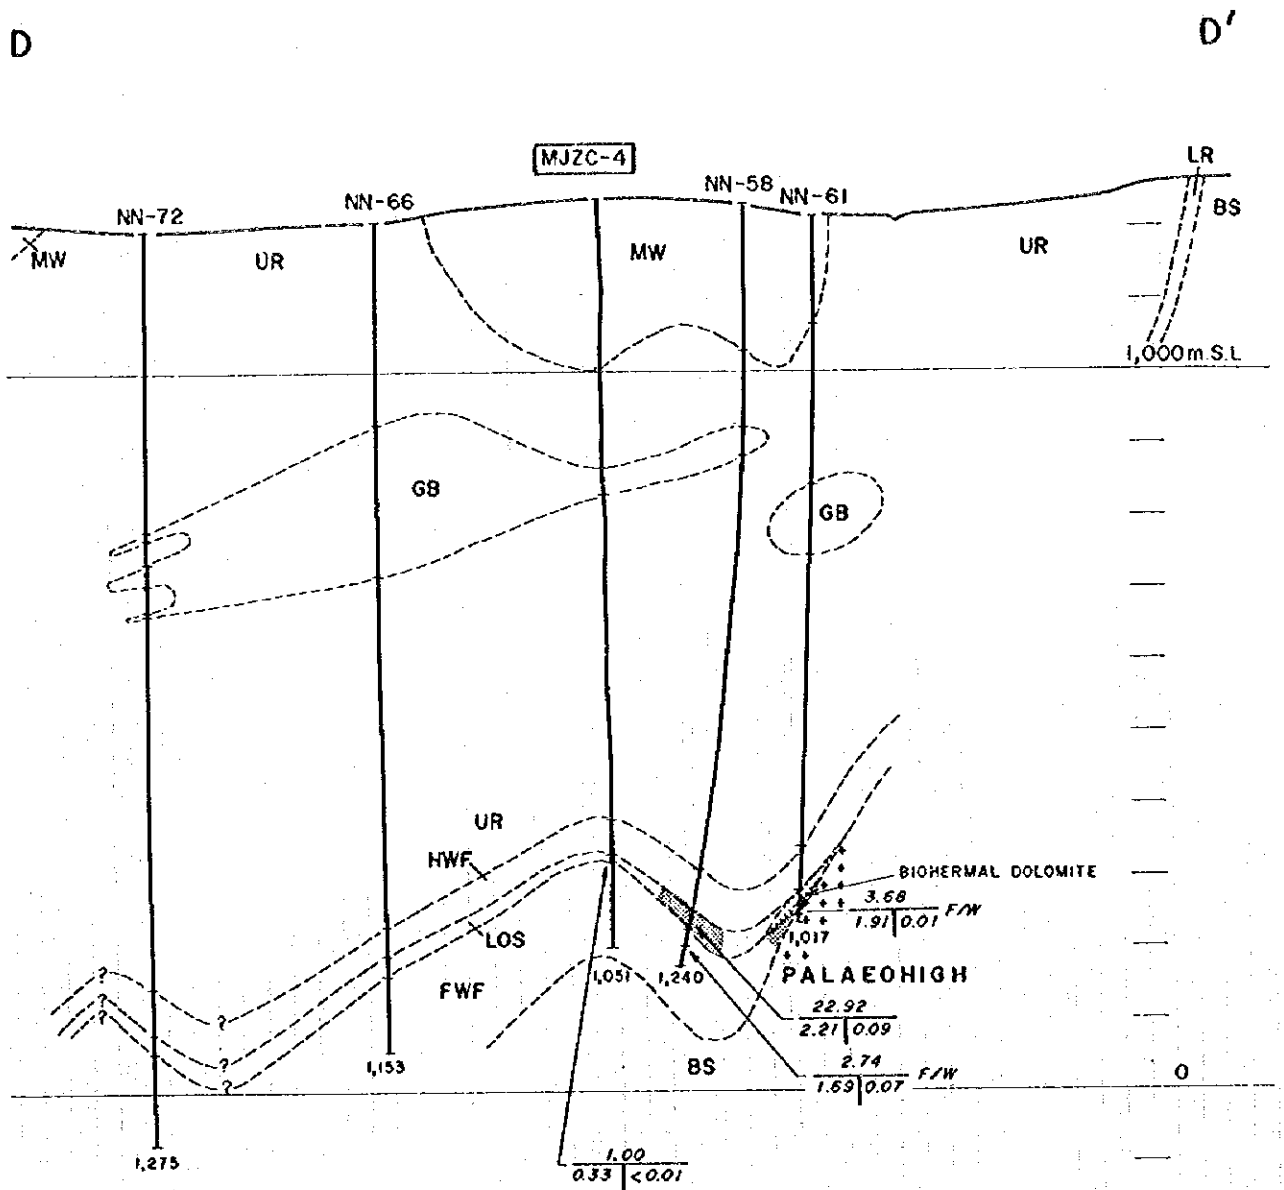 D
D'
MJZC-4
LR
NN-72
NN-66
NN-58
NN-61
BS
MW
UR
MW
UR
1,000m.S.L.
GB
GB
UR
HWF
BIOHERMAL DOLOMITE
3.68
1.91 | 0.01 F/W
LOS
1,017
PALAEOHIGH
FWF
1,051
1,240
?
?
?
?
?
?
22.92
2.21 | 0.09
1,153
BS
2.74
1.69 | 0.07 F/W
0
1,275
1.00
0.33 | <0.01